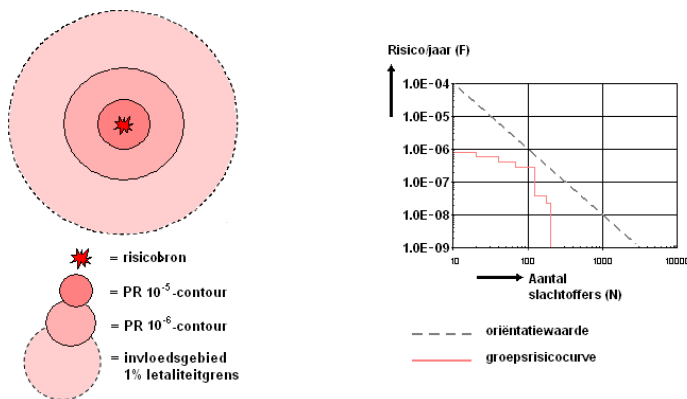 = risicobron
= PR 10⁻⁵-contour
= PR 10⁻⁶-contour
= invloedsgebied
1% letaliteitgrens
Risico/jaar (F)
1.0E-04
1.0E-05
1.0E-06
1.0E-07
1.0E-08
1.0E-09
10
100
1000
10000
Aantal
slachtoffers (N)
oriëntatiewaarde
groepsrisicocurve